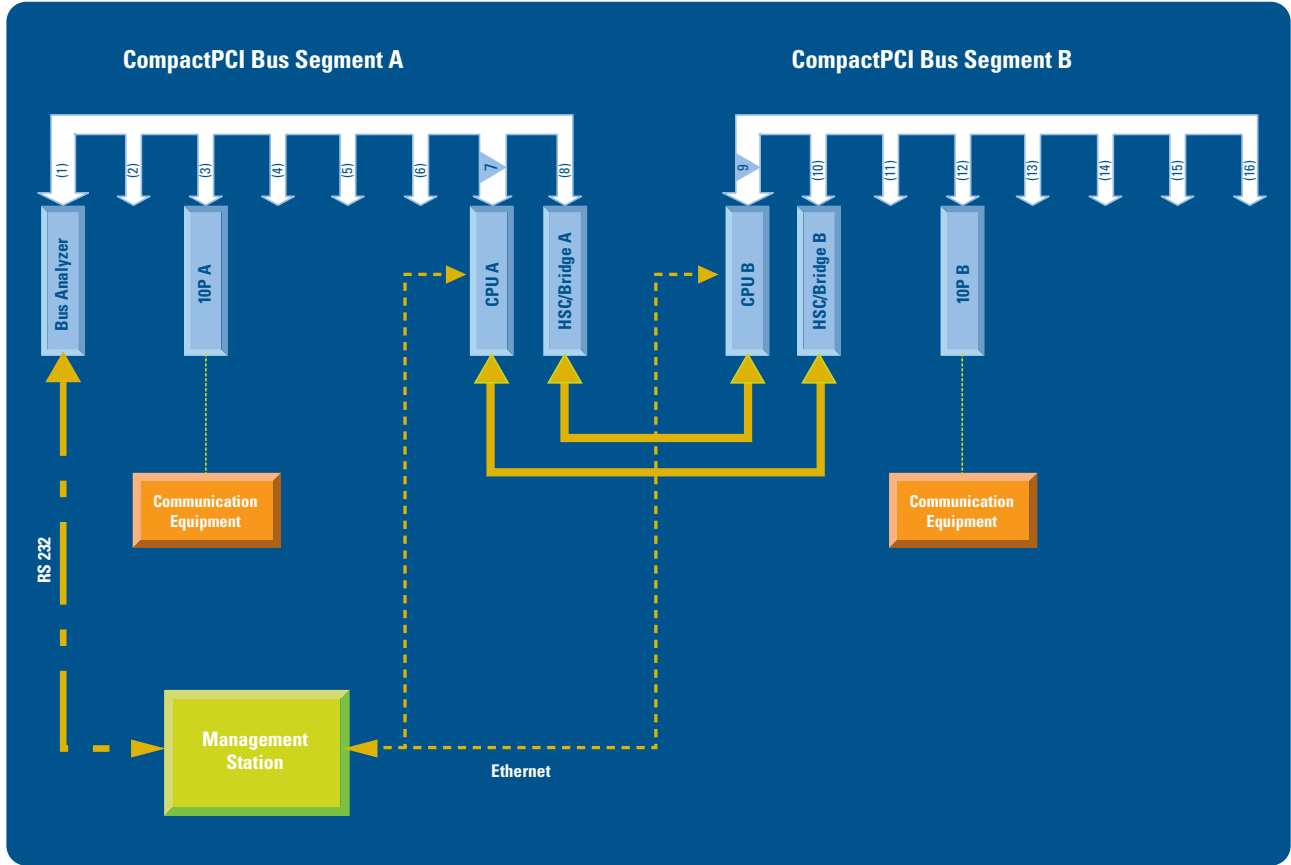 CompactPCI Bus Segment A
CompactPCI Bus Segment B
(1)
(2)
(3)
(4)
(5)
(6)
7
(8)
9
(10)
(11)
(12)
(13)
(14)
(15)
(16)
Bus Analyzer
10P A
CPU A
HSC/Bridge A
CPU B
HSC/Bridge B
10P B
Communication
Equipment
Communication
Equipment
RS 232
Management
Station
Ethernet